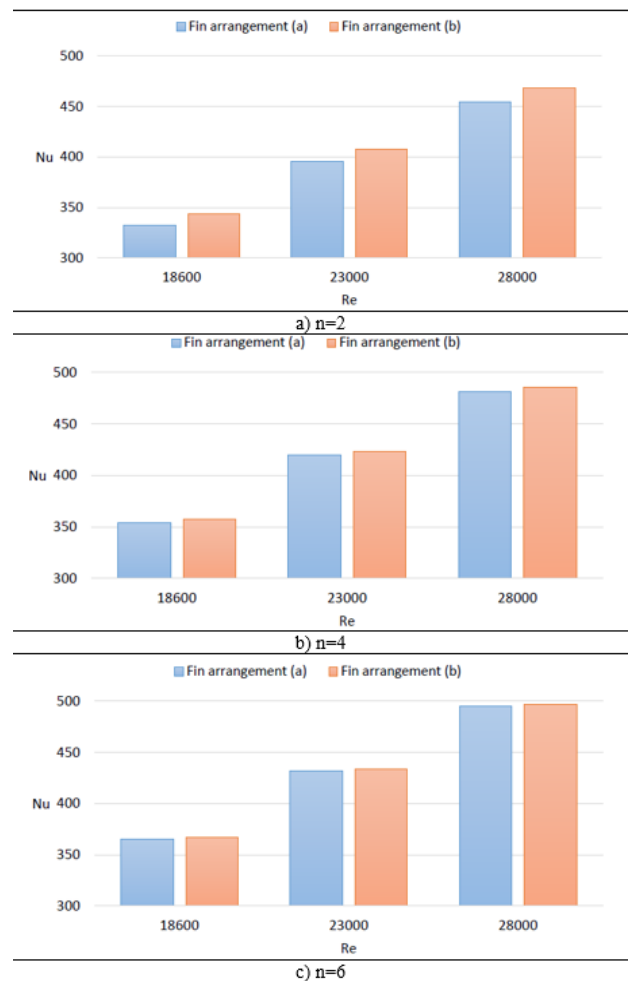 Fin arrangement (a) Fin arrangement (b)
500
450
Nu 400
350
300
18600 23000 28000
Re
a) n=2
Fin arrangement (a) Fin arrangement (b)
500
450
Nu 400
350
300
18600 23000 28000
Re
b) n=4
Fin arrangement (a) Fin arrangement (b)
500
450
Nu 400
350
300
18600 23000 28000
Re
c) n=6